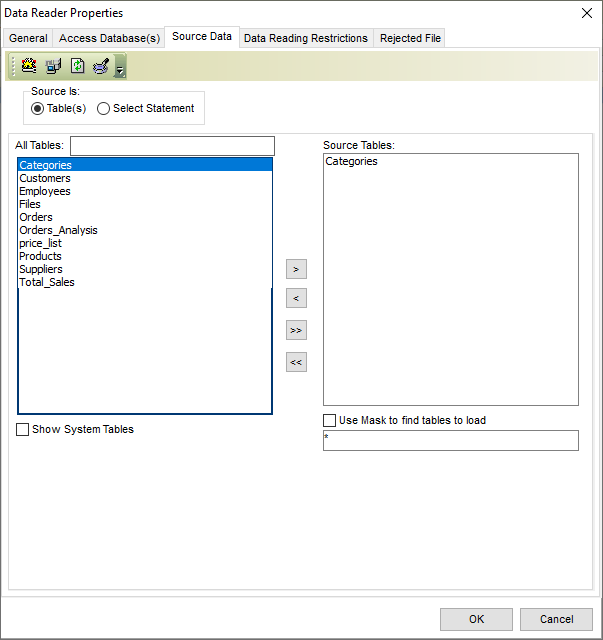 Data Reader Properties
General Access Database(s) Source Data Data Reading Restrictions Rejected File
Source Is:
Table(s) Select Statement
All Tables:
Categories
Customers
Employees
Files
Orders
Orders_Analysis
price_list
Products
Suppliers
Total_Sales
Show System Tables
>
<
>>
<<
Source Tables:
Categories
Use Mask to find tables to load
*
OK Cancel